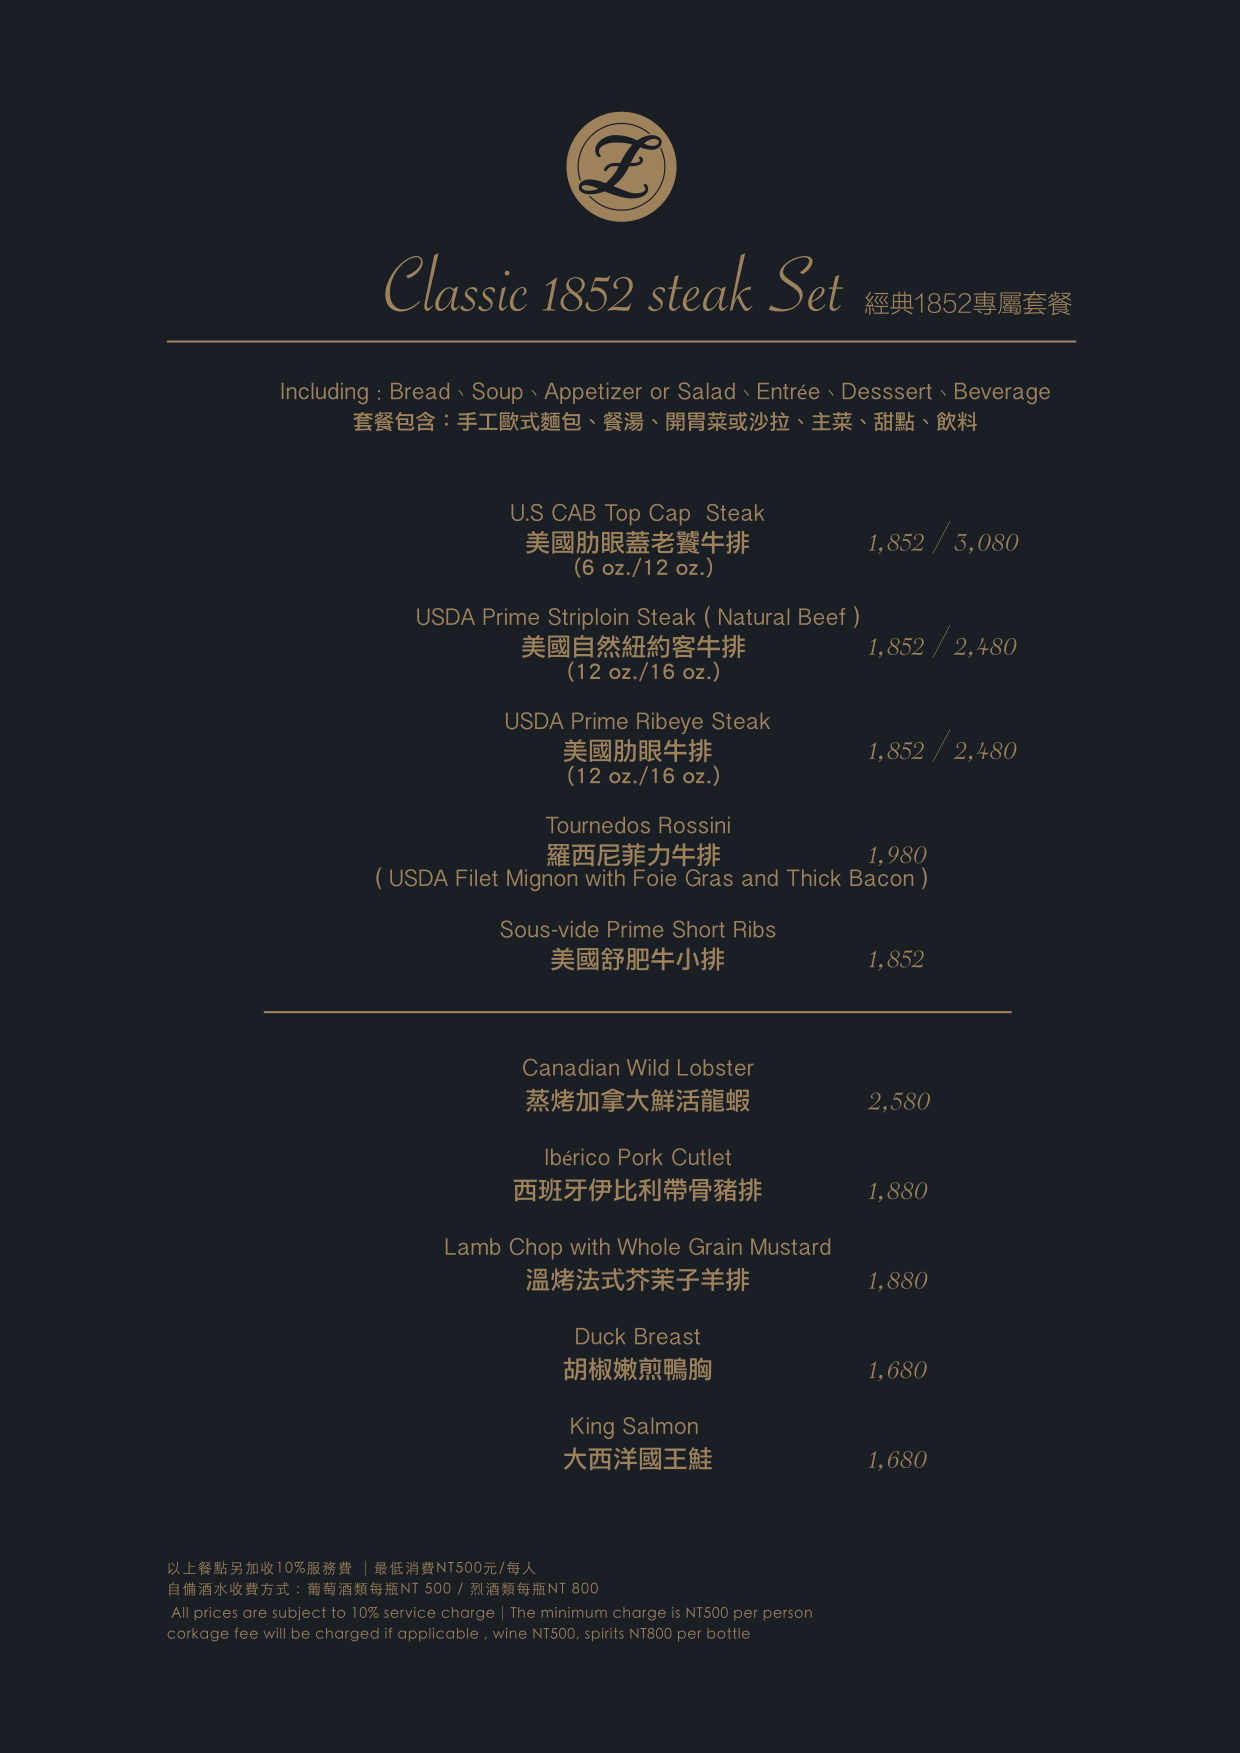 Z
Classic 1852 steak Set 經典1852專屬套餐
Including : Bread、Soup、Appetizer or Salad、Entrée、Desssert、Beverage
套餐包含：手工歐式麵包、餐湯、開胃菜或沙拉、主菜、甜點、飲料
U.S CAB Top Cap Steak
美國肋眼蓋老饕牛排 1,852 / 3,080
(6 oz./12 oz.)
USDA Prime Striploin Steak ( Natural Beef )
美國自然紐約客牛排 1,852 / 2,480
(12 oz./16 oz.)
USDA Prime Ribeye Steak
美國肋眼牛排 1,852 / 2,480
(12 oz./16 oz.)
Tournedos Rossini
羅西尼菲力牛排 1,980
( USDA Filet Mignon with Foie Gras and Thick Bacon )
Sous-vide Prime Short Ribs
美國舒肥牛小排 1,852
Canadian Wild Lobster
蒸烤加拿大鮮活龍蝦 2,580
Ibérico Pork Cutlet
西班牙伊比利帶骨豬排 1,880
Lamb Chop with Whole Grain Mustard
溫烤法式芥茉子羊排 1,880
Duck Breast
胡椒嫩煎鴨胸 1,680
King Salmon
大西洋國王鮭 1,680
以上餐點另加收10%服務費 ｜最低消費NT500元/每人
自備酒水收費方式：葡萄酒類每瓶NT 500 / 烈酒類每瓶NT 800
All prices are subject to 10% service charge｜The minimum charge is NT500 per person
corkage fee will be charged if applicable , wine NT500, spirits NT800 per bottle